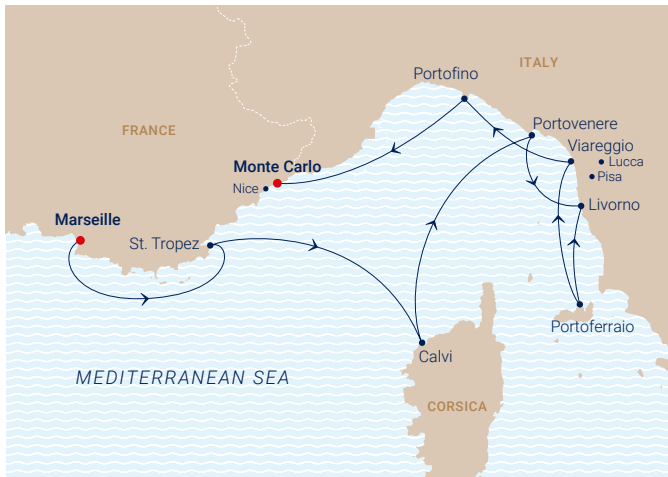 ITALY
Portofino
FRANCE
Portovenere
Viareggio
Lucca
Monte Carlo
Pisa
Nice
Livorno
Marseille
St. Tropez
Portoferraio
Calvi
MEDITERRANEAN SEA
CORSICA